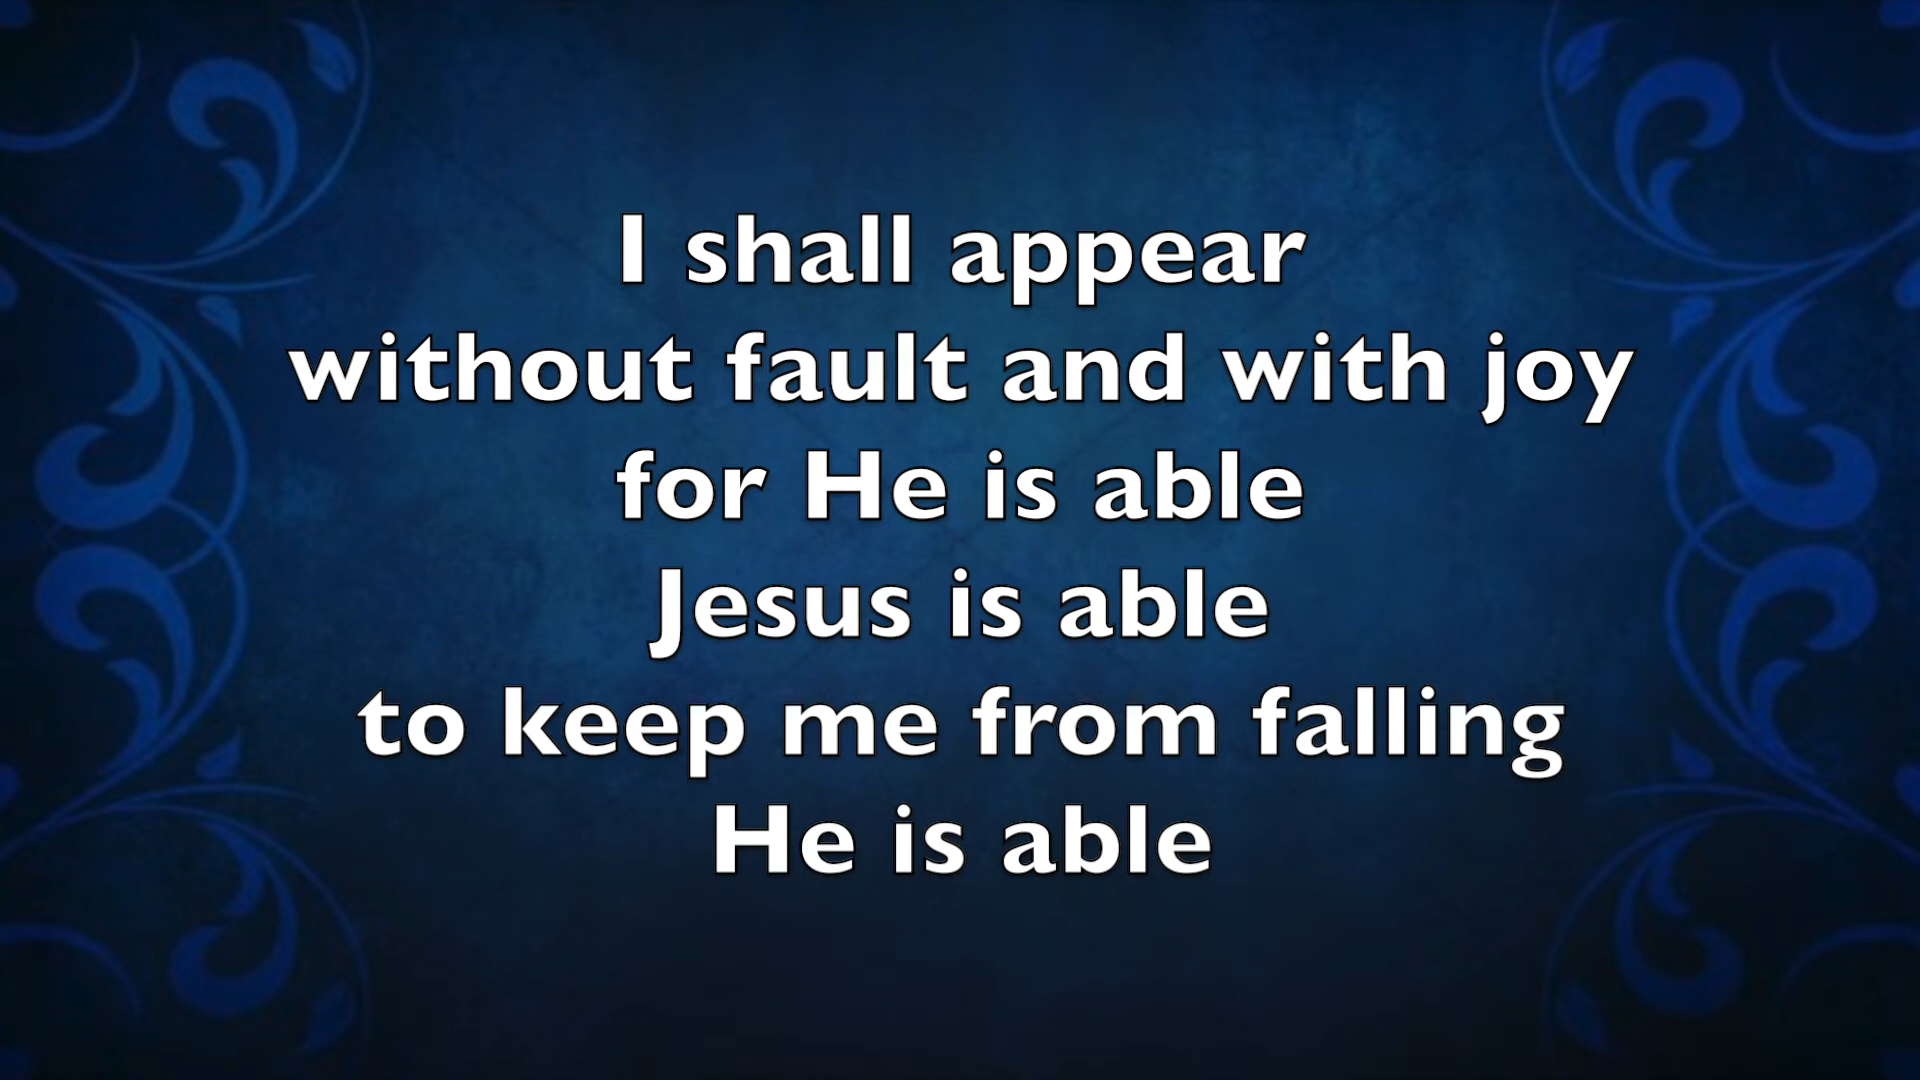 I shall appear
without fault and with joy
for He is able
Jesus is able
to keep me from falling
He is able